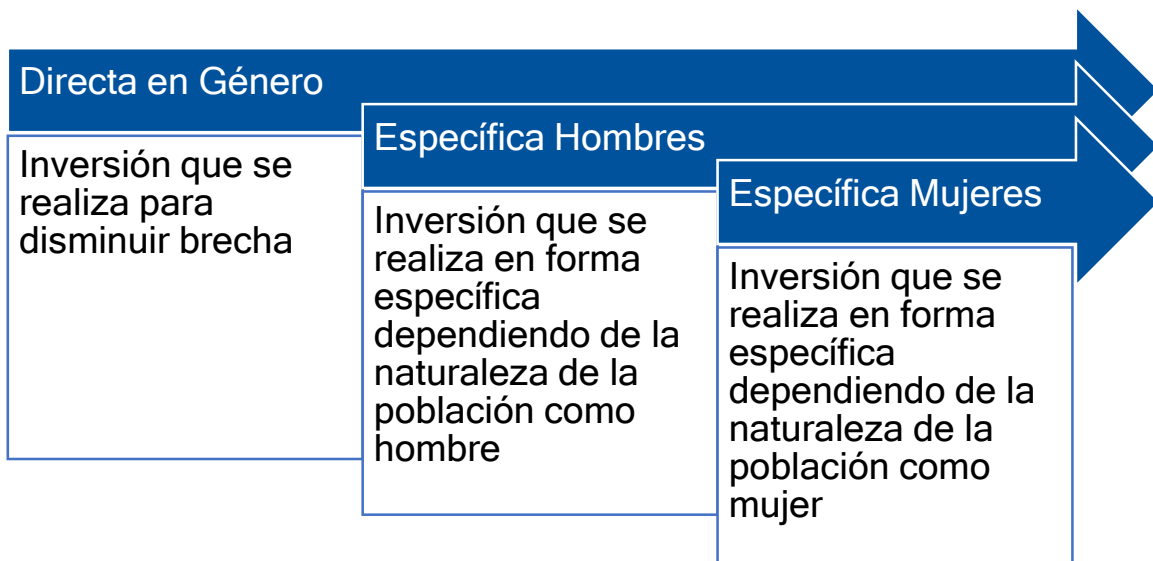 Directa en Género
Inversión que se
realiza para
disminuir brecha
Específica Hombres
Inversión que se
realiza en forma
específica
dependiendo de la
naturaleza de la
población como
hombre
Específica Mujeres
Inversión que se
realiza en forma
específica
dependiendo de la
naturaleza de la
población como
mujer